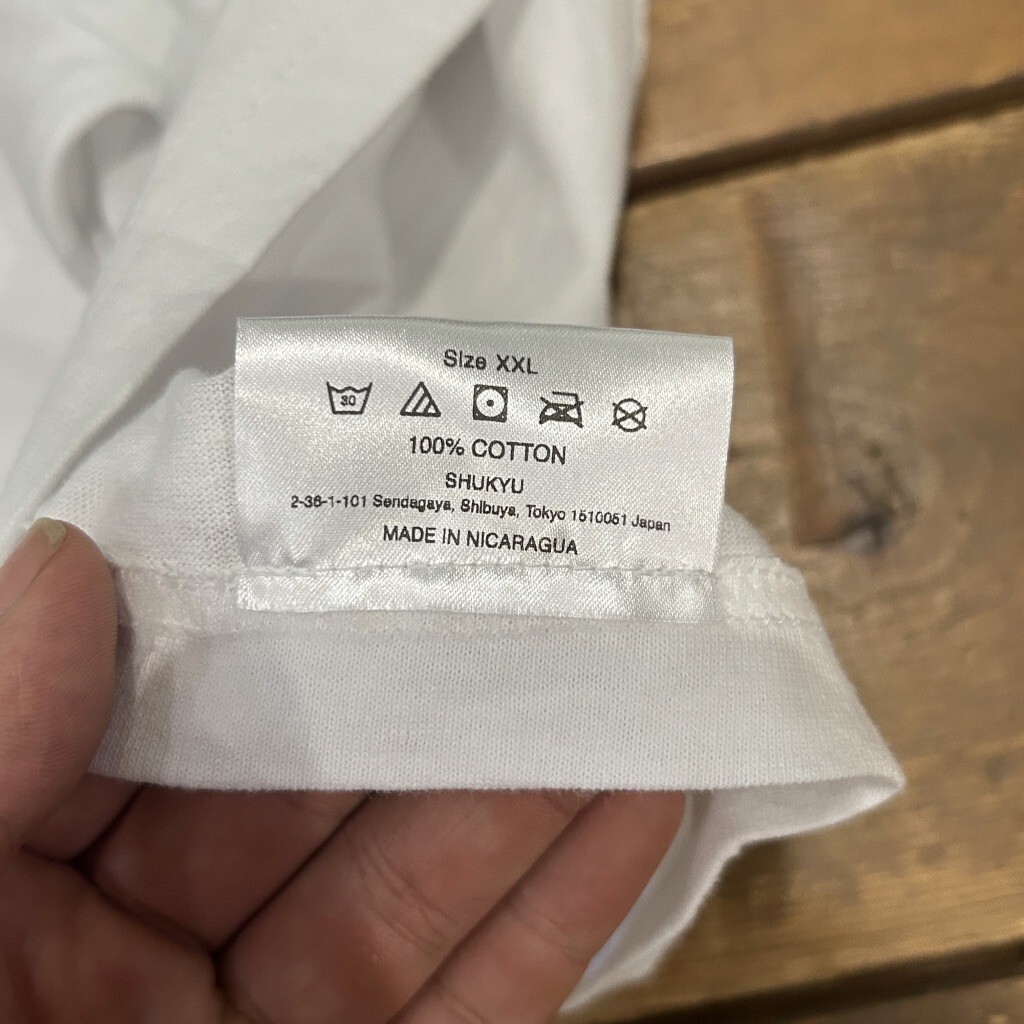 Size XXL
30
100% COTTON
SHUKYU
2-36-1-101 Sendagaya, Shibuya, Tokyo 1510051 Japan
MADE IN NICARAGUA